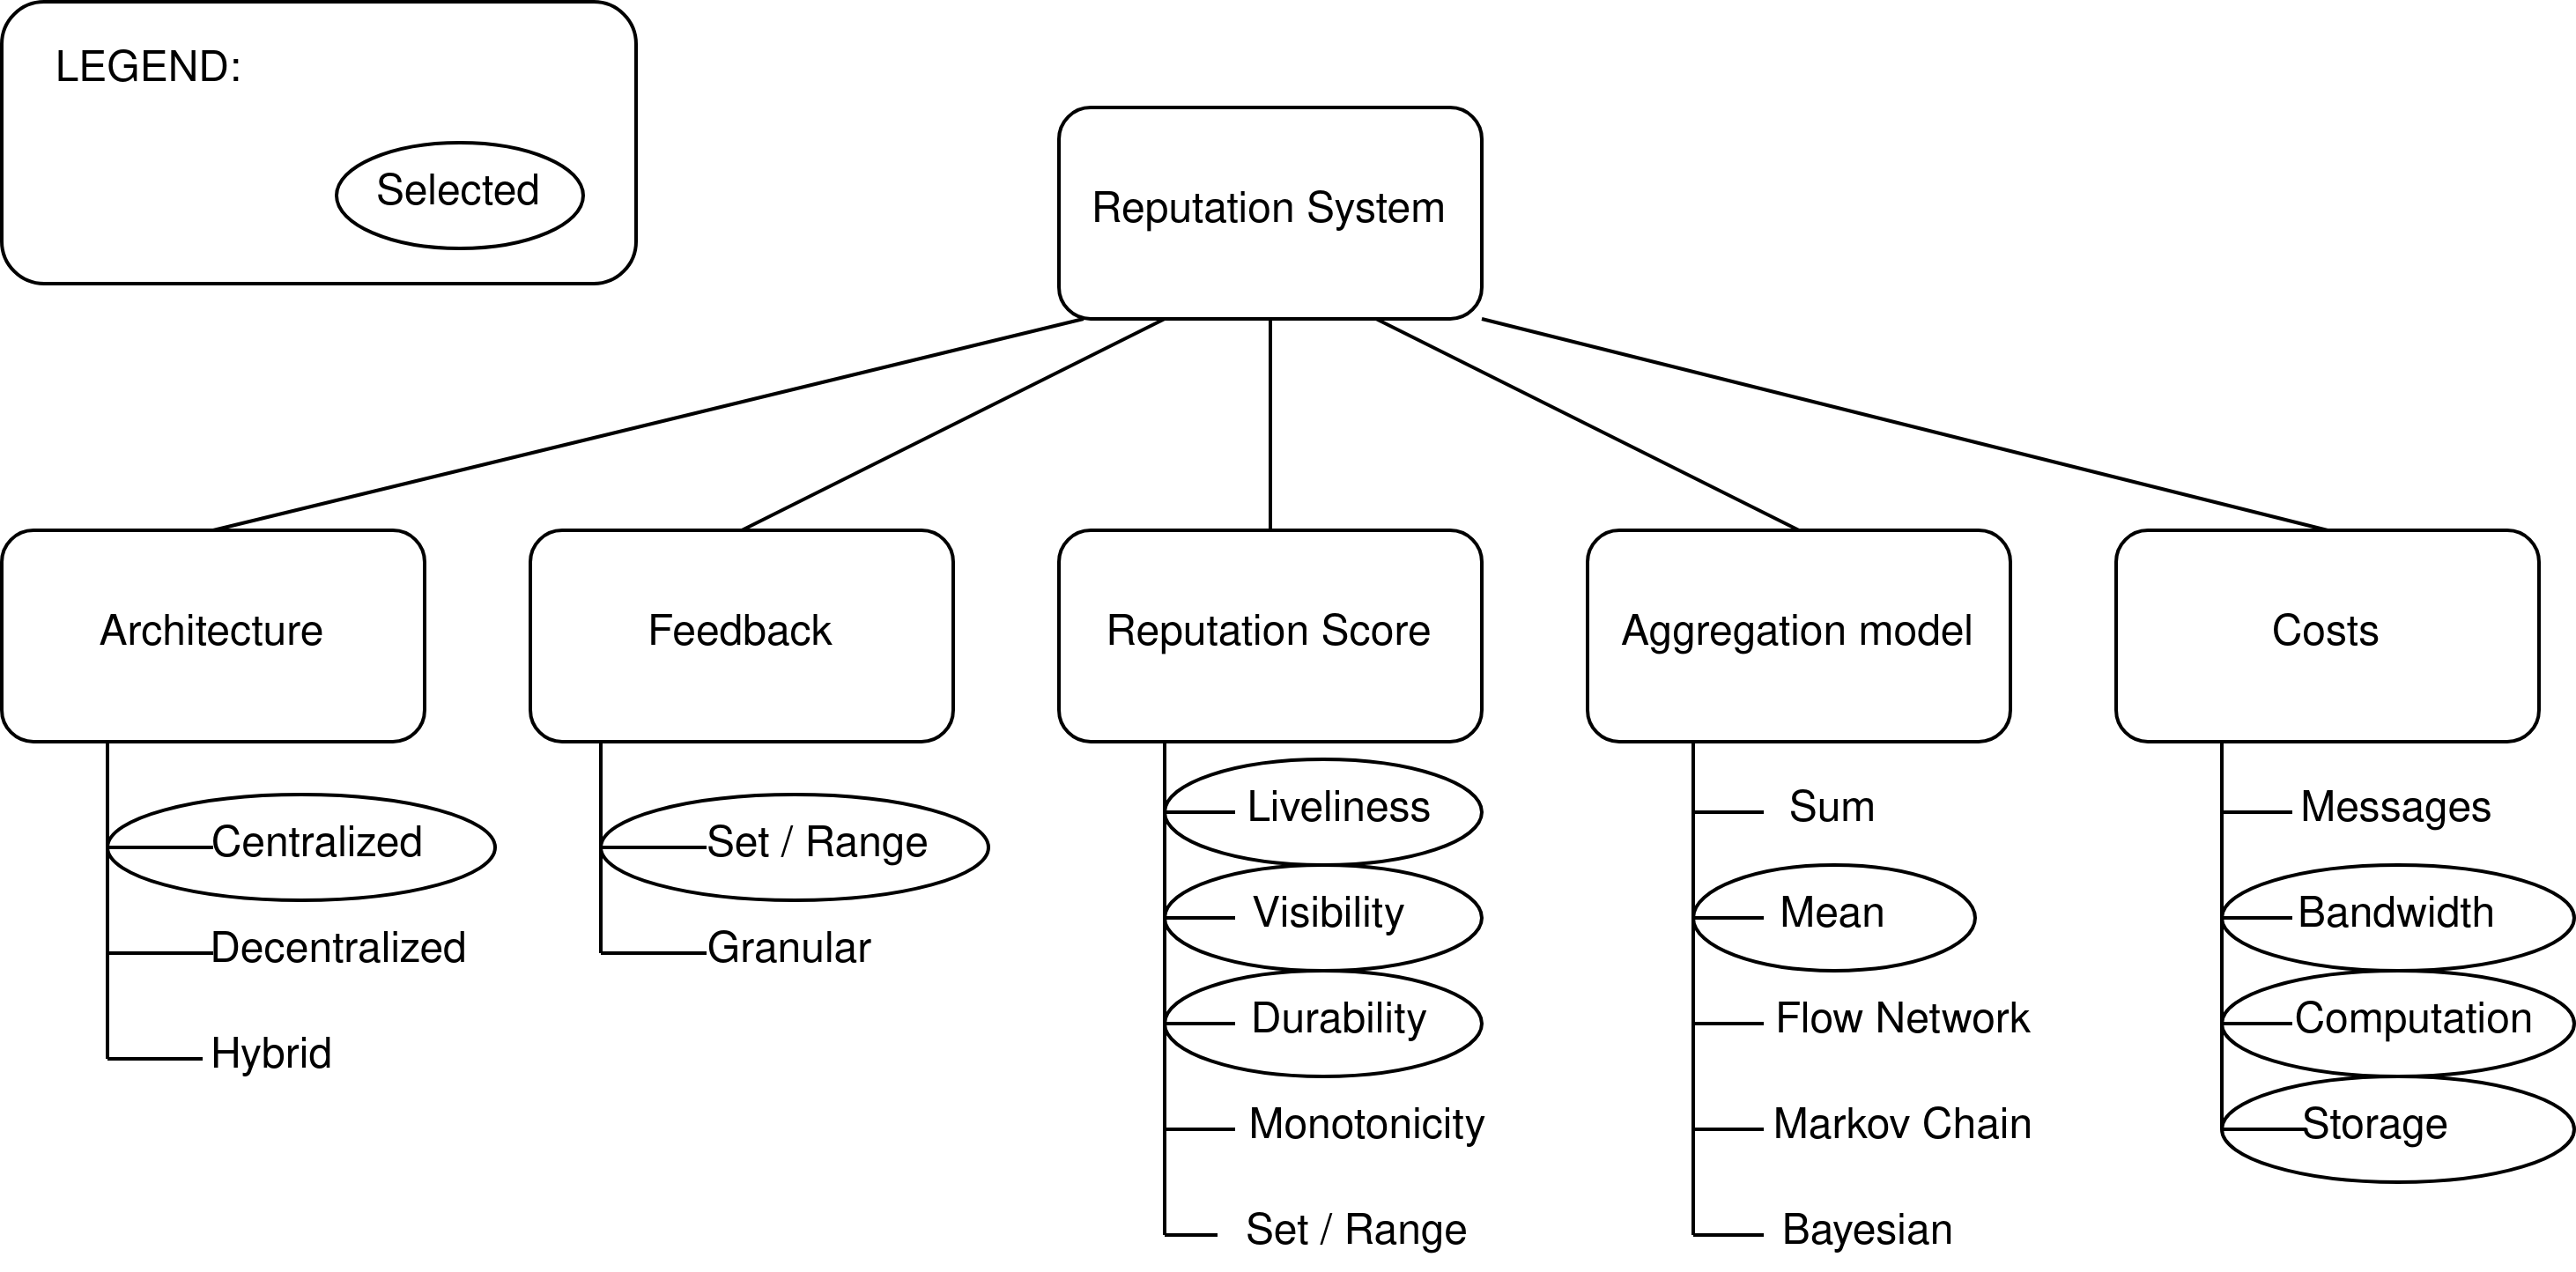 LEGEND:
Selected
Reputation System
Architecture
Centralized
Decentralized
Hybrid
Feedback
Set / Range
Granular
Reputation Score
Liveliness
Visibility
Durability
Monotonicity
Set / Range
Aggregation model
Sum
Mean
Flow Network
Markov Chain
Bayesian
Costs
Messages
Bandwidth
Computation
Storage